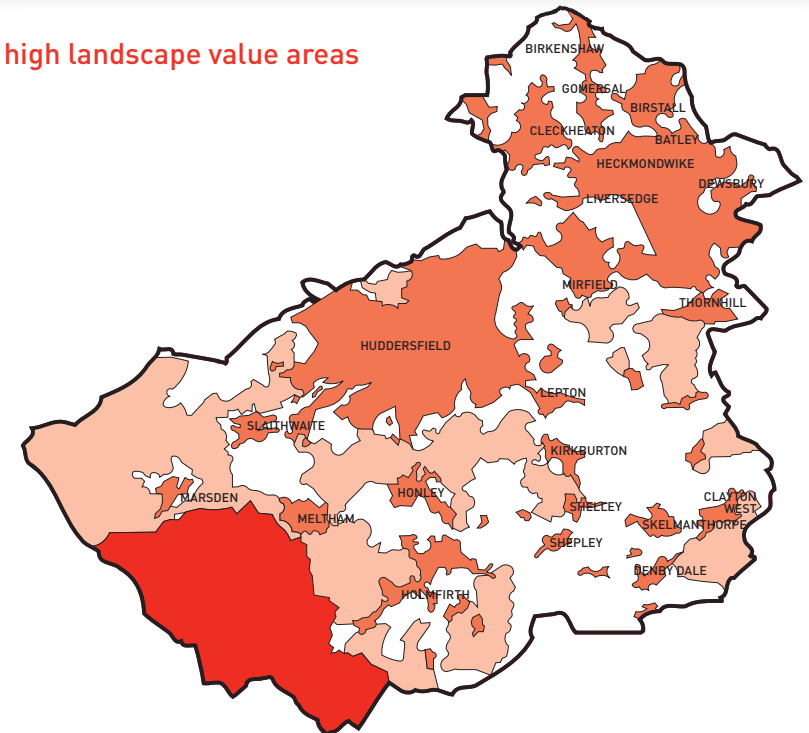 high landscape value areas
BIRKENSHAW
GOMERSAL
BIRSTALL
CLECKHEATON
BATLEY
HECKMONDWIKE
DEWSBURY
LIVERSEDGE
MIRFIELD
THORNHILL
HUDDERSFIELD
LEPTON
SLAITHWAITE
KIRKBURTON
MARSDEN
HONLEY
CLAYTON
WEST
SHELLEY
MELTHAM
SKELMANTHORPE
SHEPLEY
DENBY DALE
HOLMFIRTH